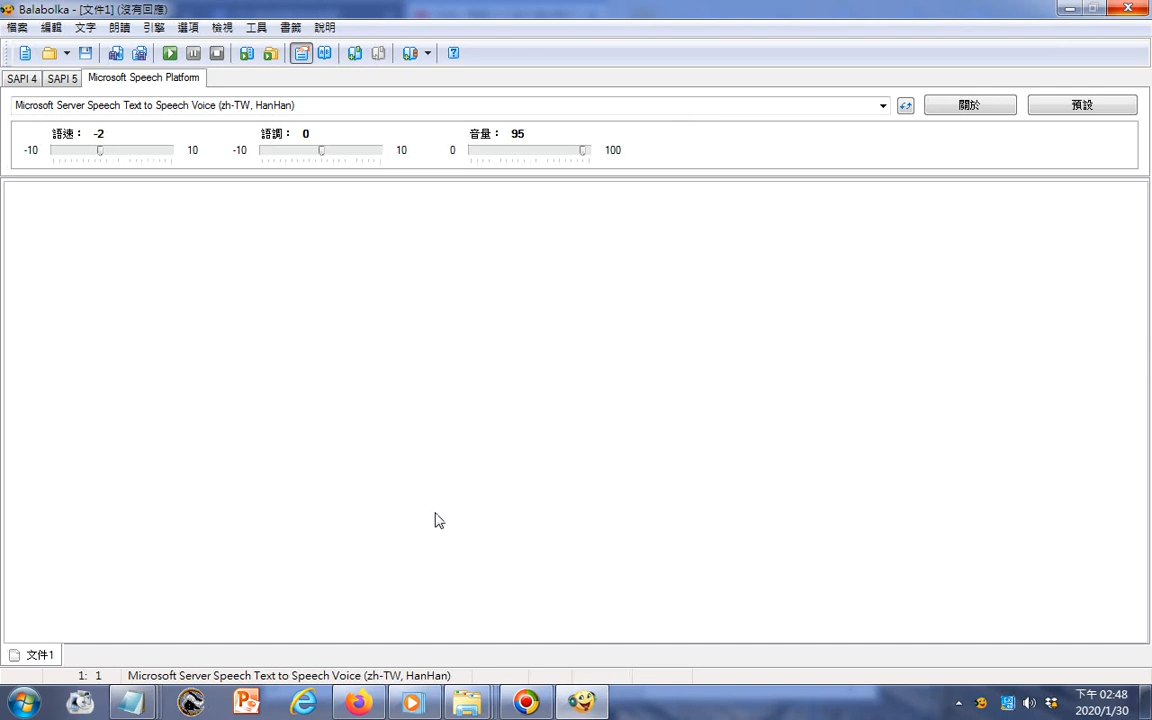 Balabolka - [文件1] (沒有回應)
檔案 編輯 文字 朗讀 引擎 選項 檢視 工具 書籤 說明
SAPI 4 SAPI 5 Microsoft Speech Platform
Microsoft Server Speech Text to Speech Voice (zh-TW, HanHan) 關於 預設
語速： -2 語調： 0 音量： 95
-10 10 -10 10 0 100
文件1
1: 1 Microsoft Server Speech Text to Speech Voice (zh-TW, HanHan)
下午 02:48
2020/1/30